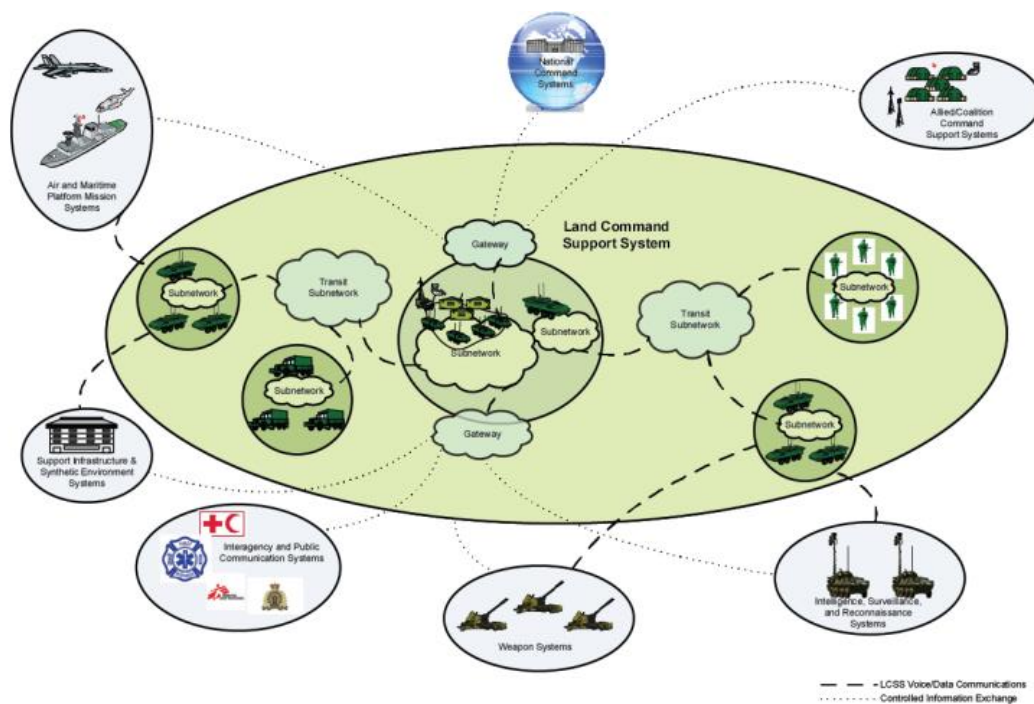 National
Command
Systems
Allied/Coalition
Command
Support Systems
Air and Maritime
Platform Mission
Systems
Land Command
Support System
Gateway
Subnetwork
Transit
Subnetwork
Subnetwork
Subnetwork
Transit
Subnetwork
Subnetwork
Subnetwork
Subnetwork
Gateway
Support Infrastructure &
Synthetic Environment
Systems
Interagency and Public
Communication Systems
Weapon Systems
Intelligence, Surveillance,
and Reconnaissance
Systems
LCSS Voice/Data Communications
Controlled Information Exchange